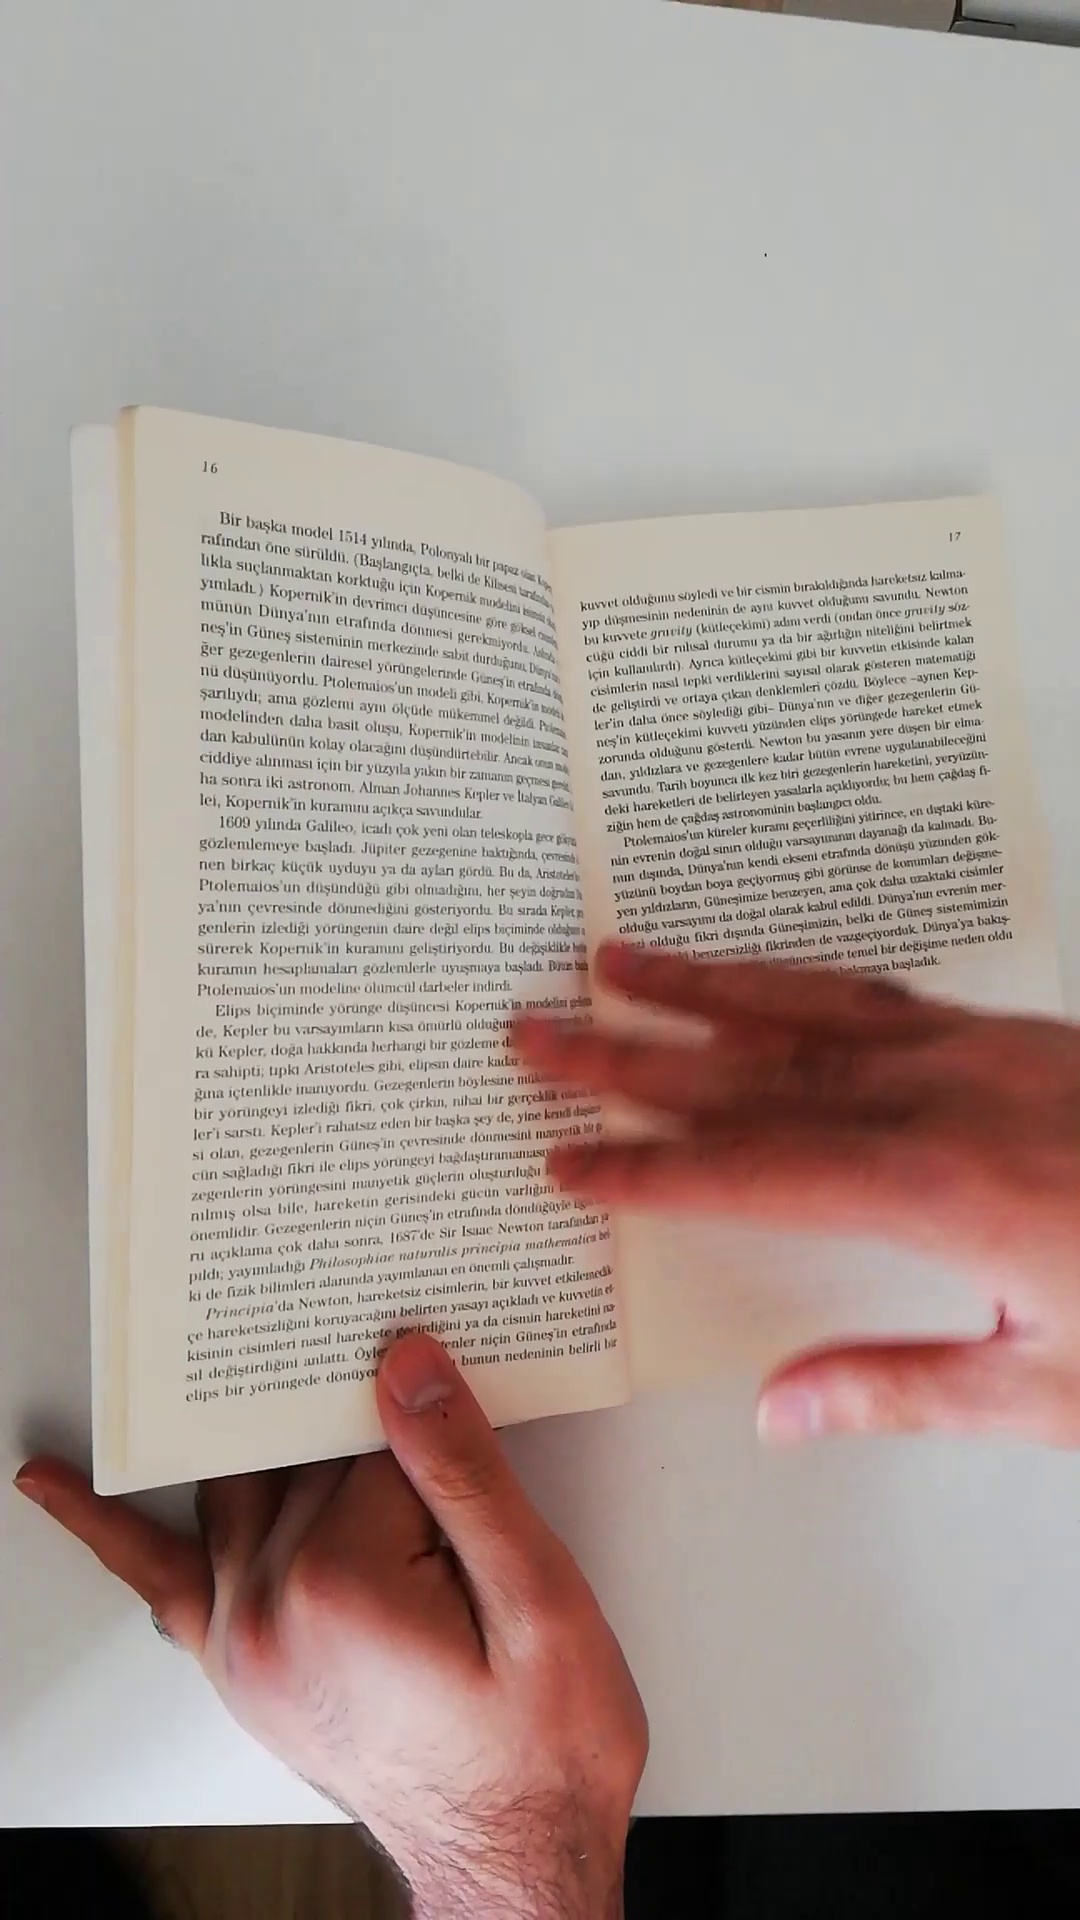 16
Bir başka model 1514 yılında, Polonyalı bir papaz olan
rafından öne sürüldü. (Başlangıçta, belki de Kilisesi tarafından
lıkla suçlanmaktan korktuğu için Kopernik modelini isimsiz
yımladı.) Kopernik'in devrimci düşüncesine göre göksel
münün Dünya'nın etrafında dönmesi gerekmiyordu.
neş'in Güneş sisteminin merkezinde sabit durduğunu,
ğer gezegenlerin dairesel yörüngelerinde Güneş'in etrafında
nü düşünüyordu. Ptolemaios'un modeli gibi, Kopernik'in
şarılıydı; ama gözlemi aynı ölçüde mükemmel değildi.
modelinden daha basit oluşu, Kopernik'in modelinin
dan kabulünün kolay olacağını düşündürtebilir. Ancak
ciddiye alınması için bir yüzyıla yakın bir zamanın geçmesi
ha sonra iki astronom, Alman Johannes Kepler ve İtalyan
lei, Kopernik'in kuramını açıkça savundular.
1609 yılında Galileo, icadı çok yeni olan teleskopla gece
gözlemlemeye başladı. Jüpiter gezegenine baktığında,
nen birkaç küçük uyduyu ya da ayları gördü. Bu da,
Ptolemaios'un düşündüğü gibi olmadığını, her şeyin doğrudan
ya'nın çevresinde dönmediğini gösteriyordu. Bu sırada
genlerin izlediği yörüngenin daire değil elips biçiminde
sürerek Kopernik'in kuramını geliştiriyordu. Bu değişiklikle
kuramın hesaplamaları gözlemlerle uyuşmaya başladı.
Ptolemaios'un modeline ölümcül darbeler indirdi.
Elips biçiminde yörünge düşüncesi Kopernik'in modelini
de, Kepler bu varsayımların kısa ömürlü
kü Kepler, doğa hakkında herhangi bir gözleme
ra sahipti; tıpkı Aristoteles gibi, elipsin daire kadar
ğına içtenlikle inanıyordu. Gezegenlerin böylesine
bir yörüngeyi izlediği fikri, çok çirkin, nihai bir gerçeklik
ler'i sarstı. Kepler'i rahatsız eden bir başka şey de, yine kendi
si olan, gezegenlerin Güneş'in çevresinde dönmesini manyetik
cün sağladığı fikri ile elips yörüngeyi
zegenlerin yörüngesini manyetik güçlerin oluşturduğu
nılmış olsa bile, hareketin gerisindeki gücün varlığını
önemlidir. Gezegenlerin niçin Güneş'in etrafında döndüğüyle
ru açıklama çok daha sonra, 1687'de Sir Isaac Newton tarafından
pıldı; yayımladığı Philosophiae naturalis principia mathematica bel-
ki de fizik bilimleri alanında yayımlanan en önemli çalışmadır.
Principia'da Newton, hareketsiz cisimlerin, bir kuvvet etkilemedik-
çe hareketsizliğini koruyacağını belirten yasayı açıkladı ve kuvvetin et-
kisinin cisimleri nasıl harekete geçirdiğini ya da cismin hareketini na-
sıl değiştirdiğini anlattı. niçin Güneş'in etrafında
elips bir yörüngede bunun nedeninin belirli bir
17
kuvvet olduğunu söyledi ve bir cismin bırakıldığında hareketsiz kalma-
yıp düşmesinin nedeninin de aynı kuvvet olduğunu savundu. Newton
bu kuvvete gravity (kütleçekimi) adını verdi (ondan önce gravity söz-
cüğü ciddi bir ruhsal durumu ya da bir ağırlığın niteliğini belirtmek
için kullanılırdı). Ayrıca kütleçekimi gibi bir kuvvetin etkisinde kalan
cisimlerin nasıl tepki verdiklerini sayısal olarak gösteren matematiği
de geliştirdi ve ortaya çıkan denklemleri çözdü. Böylece –aynen Kep-
ler'in daha önce söylediği gibi– Dünya'nın ve diğer gezegenlerin Gü-
neş'in kütleçekimi kuvveti yüzünden elips yörüngede hareket etmek
zorunda olduğunu gösterdi. Newton bu yasanın yere düşen bir elma-
dan, yıldızlara ve gezegenlere kadar bütün evrene uygulanabileceğini
savundu. Tarih boyunca ilk kez biri gezegenlerin hareketini, yeryüzün-
deki hareketleri de belirleyen yasalarla açıklıyordu; bu hem çağdaş fi-
ziğin hem de çağdaş astronominin başlangıcı oldu.
Ptolemaios'un küreler kuramı geçerliliğini yitirince, en dıştaki küre-
nin evrenin doğal sınırı olduğu varsayımının dayanağı da kalmadı. Bu-
nun dışında, Dünya'nın kendi ekseni etrafında dönüşü yüzünden gök-
yüzünü boydan boya geçiyormuş gibi görünse de konumları değişme-
yen yıldızların, Güneşimize benzeyen, ama çok daha uzaktaki cisimler
olduğu varsayımı da doğal olarak kabul edildi. Dünya'nın evrenin mer-
kezi olduğu fikri dışında Güneşimizin, belki de Güneş sistemimizin
benzersizliği fikrinden de vazgeçiyorduk. Dünya'ya bakış-
düşüncesinde temel bir değişime neden oldu
bakmaya başladık.